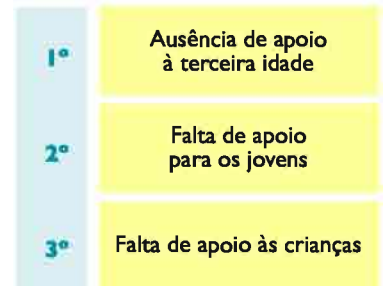 1º
Ausência de apoio
à terceira idade
2º
Falta de apoio
para os jovens
3º
Falta de apoio às crianças